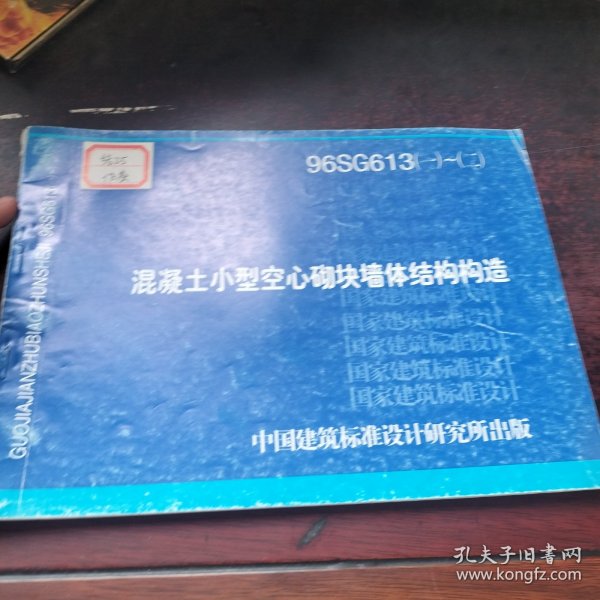 96SG613(一)~(二)
混凝土小型空心砌块墙体结构构造
国家建筑标准设计
国家建筑标准设计
国家建筑标准设计
国家建筑标准设计
国家建筑标准设计
中国建筑标准设计研究所出版
GUOJIAJIANZHUBIAOZHUNSHEJI 96SG613
孔夫子旧书网
www.kongfz.com